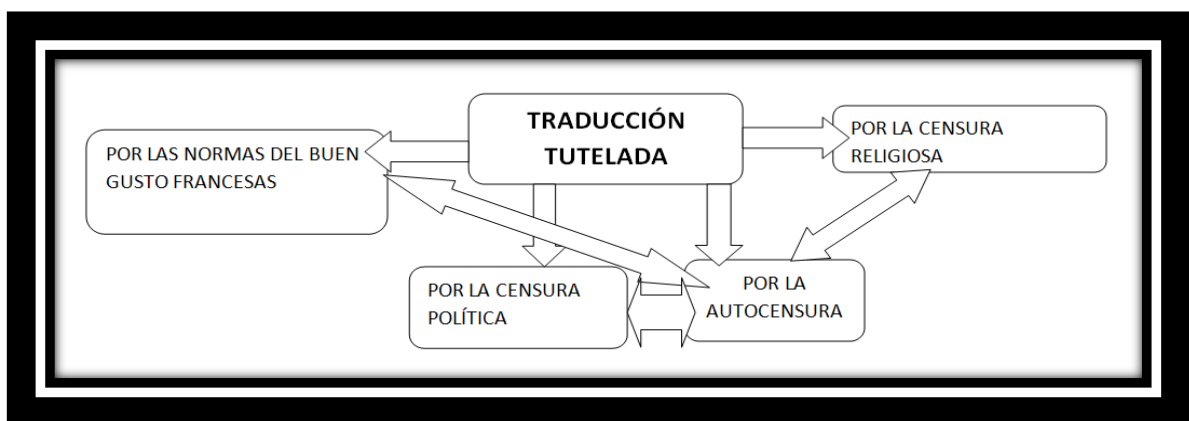 TRADUCCIÓN
TUTELADA
POR LAS NORMAS DEL BUEN
GUSTO FRANCESAS
POR LA CENSURA
RELIGIOSA
POR LA CENSURA
POLÍTICA
POR LA
AUTOCENSURA